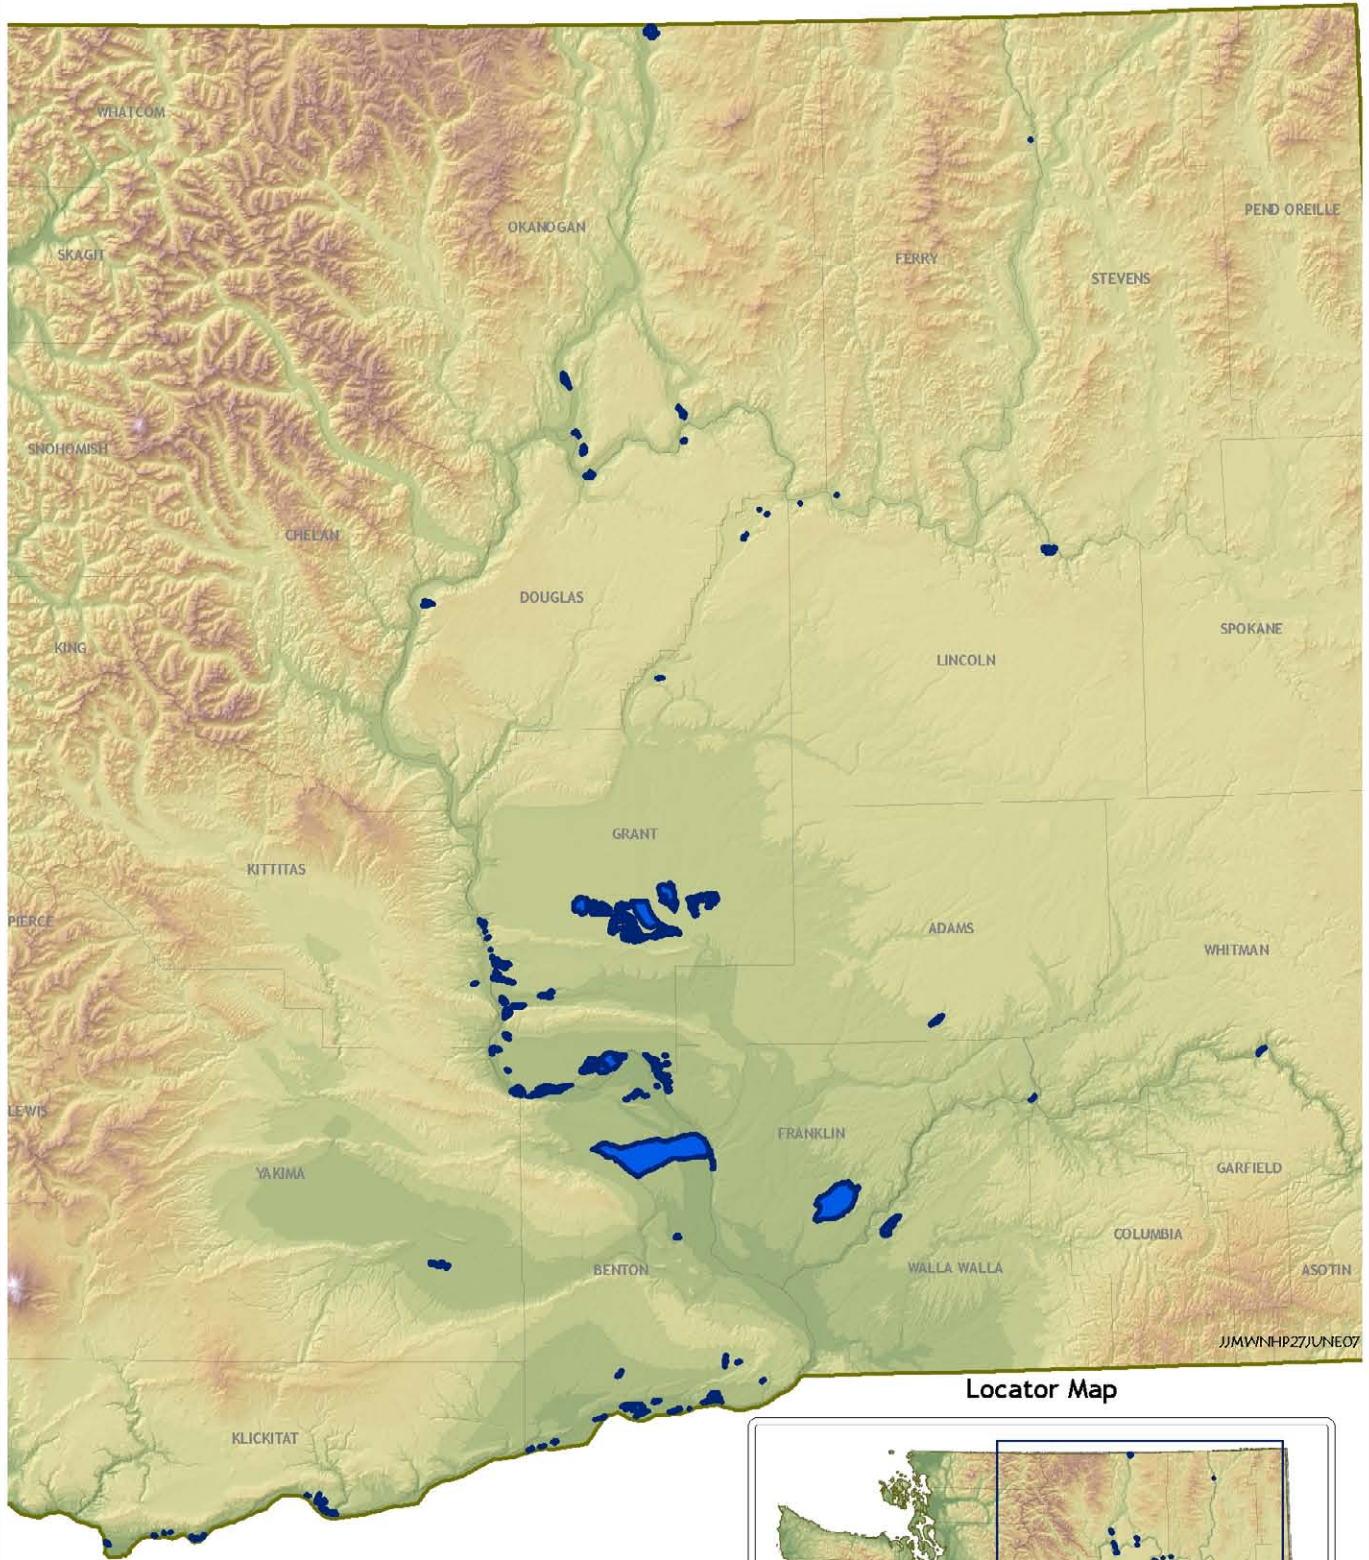 WHATCOM
OKANOGAN
PEND OREILLE
SKAGIT
FERRY
STEVENS
SNOHOMISH
CHELAN
DOUGLAS
SPOKANE
KING
LINCOLN
GRANT
KITTITAS
PIERCE
ADAMS
WHITMAN
LEWIS
FRANKLIN
YAKIMA
GARFIELD
COLUMBIA
BENTON
WALLA WALLA
ASOTIN
JJMWNHP27JUNE07
Locator Map
KLICKITAT